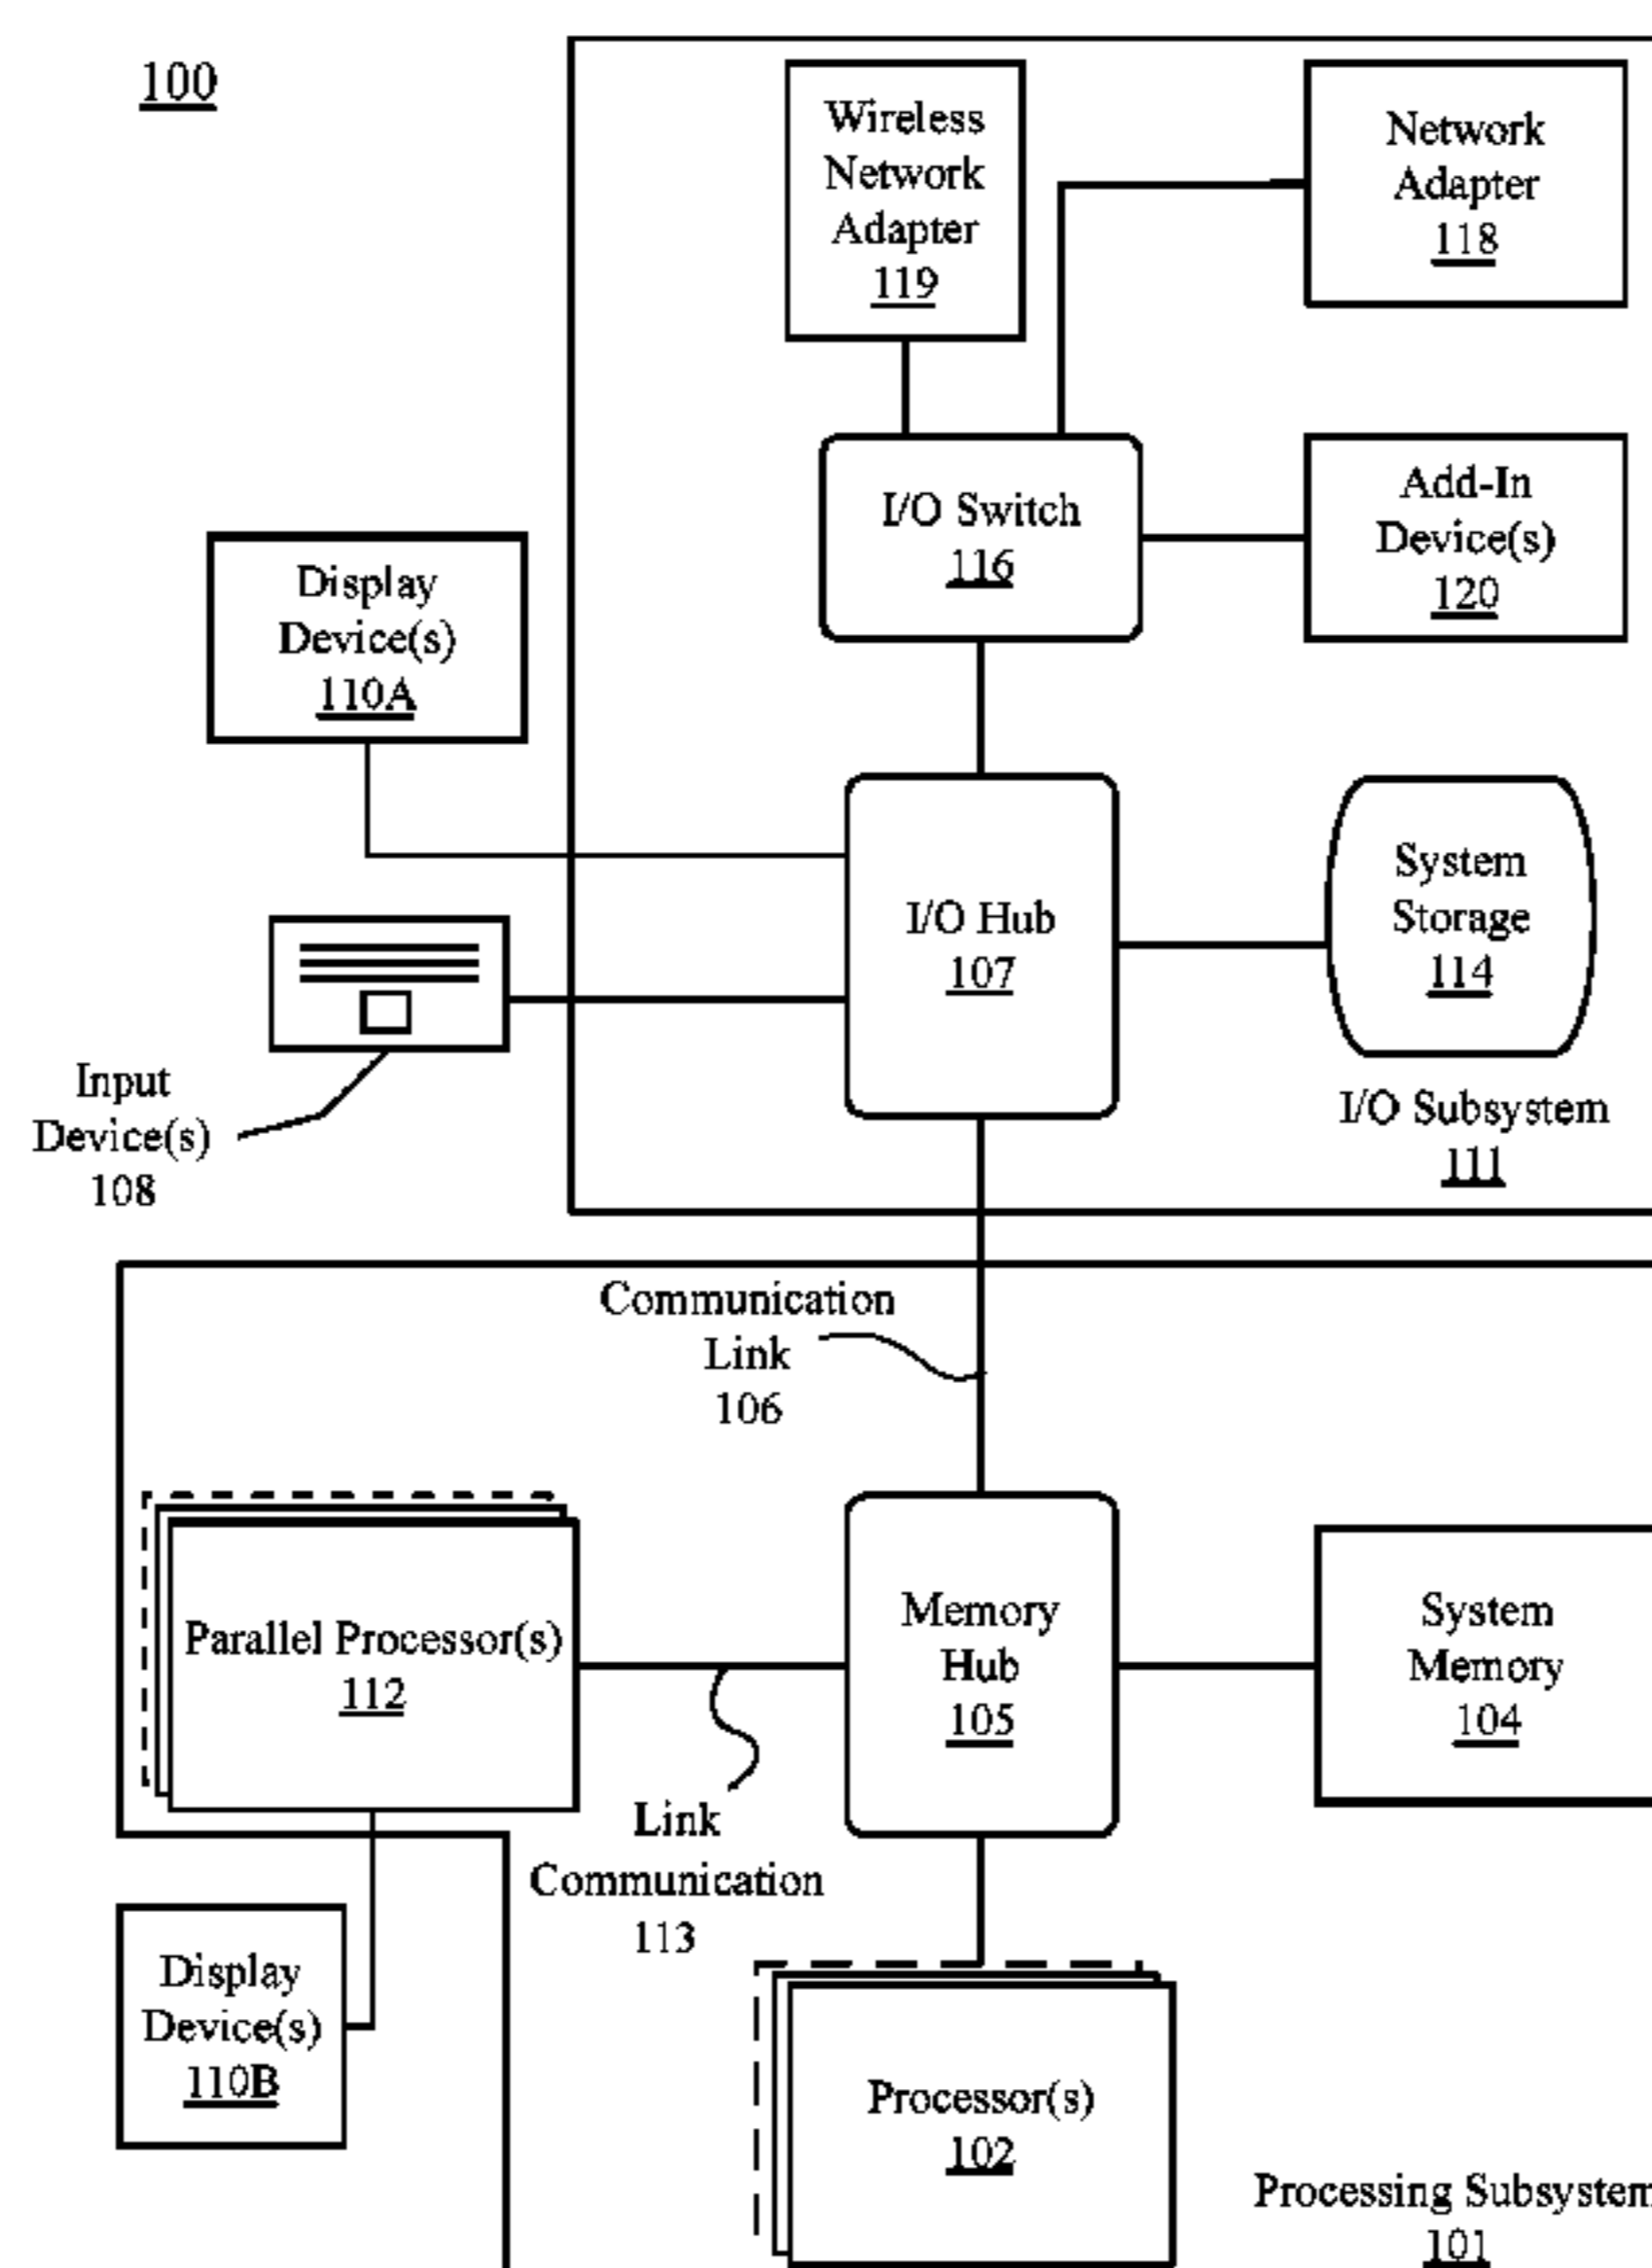 100
Wireless
Network
Adapter
119
Network
Adapter
118
I/O Switch
116
Add-In
Device(s)
120
Display
Device(s)
110A
I/O Hub
107
System
Storage
114
Input
Device(s)
108
I/O Subsystem
111
Communication
Link
106
Parallel Processor(s)
112
Memory
Hub
105
System
Memory
104
Link
Communication
113
Display
Device(s)
110B
Processor(s)
102
Processing Subsystem
101